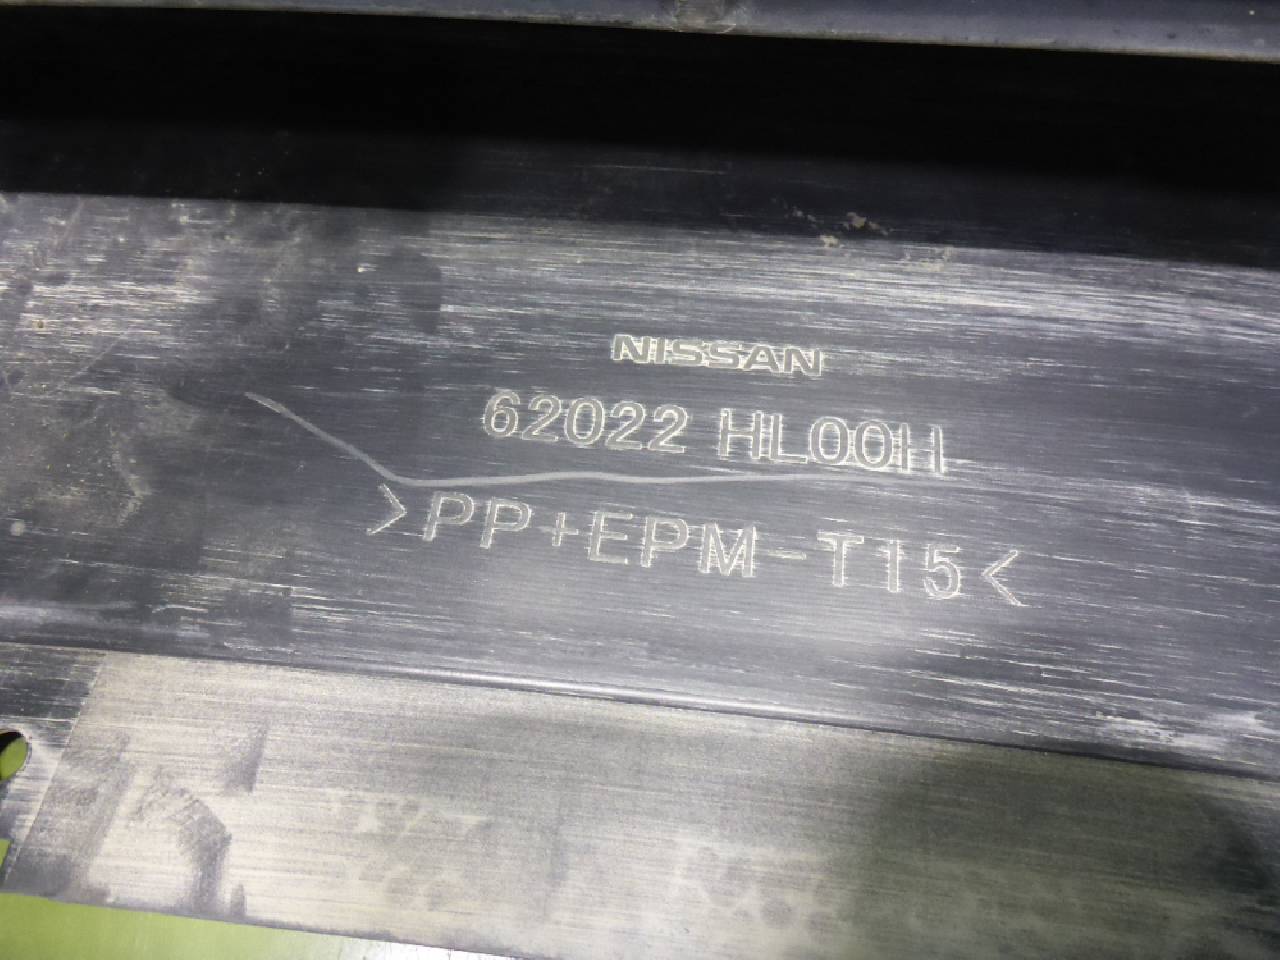 NISSAN
62022 HL00H
>PP+EPM-T15<